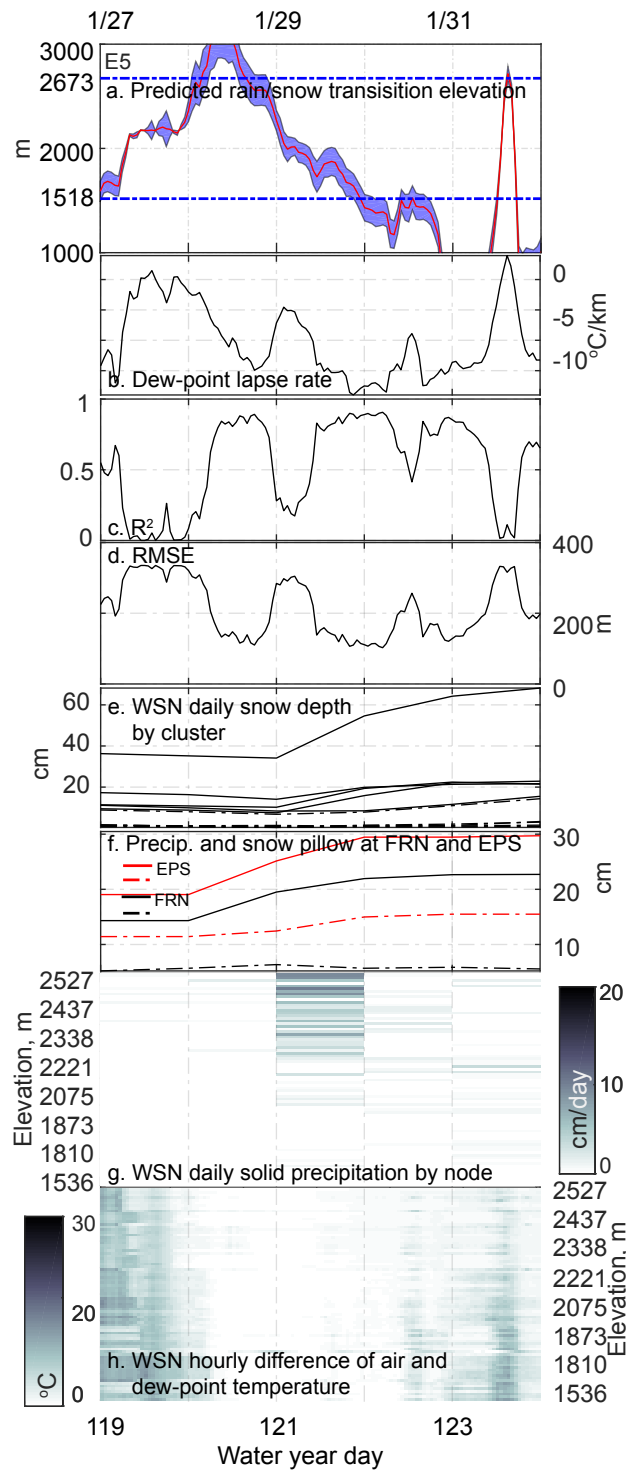 1/27 1/29 1/31
3000
E5
2673
a. Predicted rain/snow transisition elevation
m
2000
1518
1000
0
-5
-10
°C/km
b. Dew-point lapse rate
1
0.5
0
c. R²
d. RMSE
400
200
m
0
e. WSN daily snow depth
by cluster
60
40
20
cm
f. Precip. and snow pillow at FRN and EPS
EPS
FRN
30
20
10
cm
2527
2437
2338
2221
2075
1873
1810
1536
Elevation, m
20
10
0
cm/day
g. WSN daily solid precipitation by node
30
20
0
°C
2527
2437
2338
2221
2075
1873
1810
1536
Elevation, m
h. WSN hourly difference of air and
dew-point temperature
119 121 123
Water year day